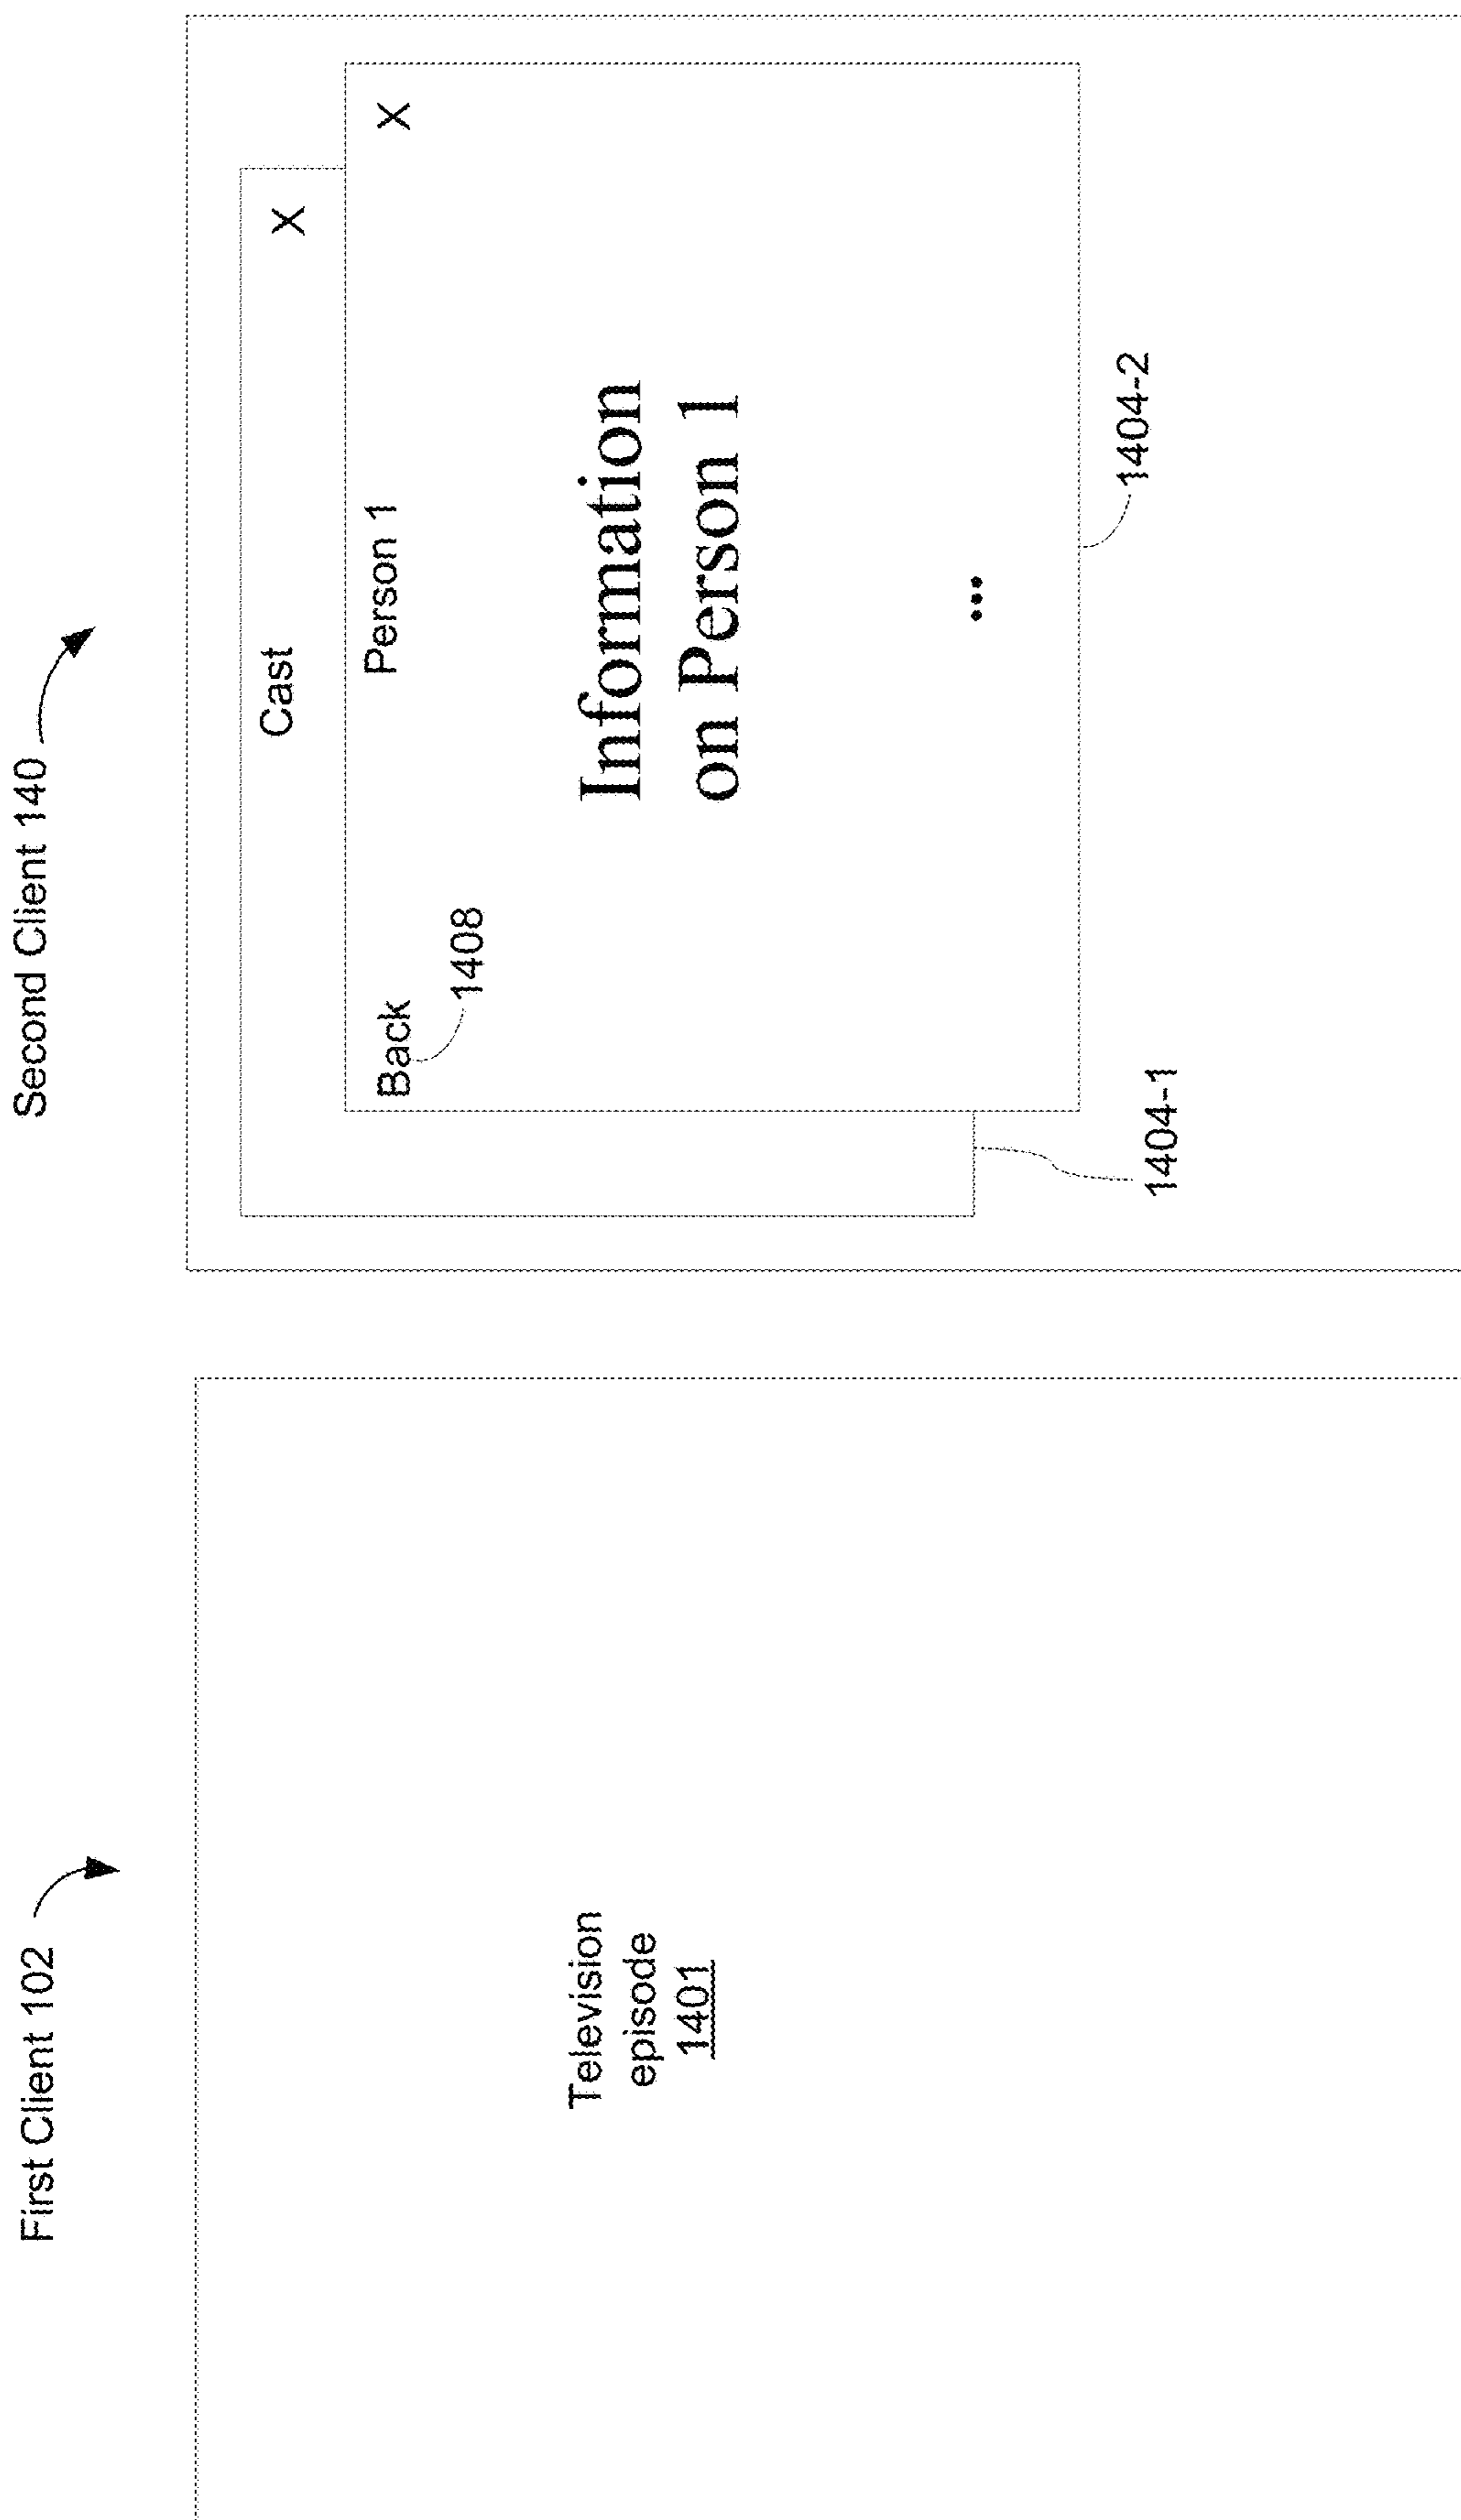 First Client 102
Television
episode
1401
Second Client 140
Cast
X
Back
Person 1
X
1408
Information
on Person 1
...
1404-1
1404-2